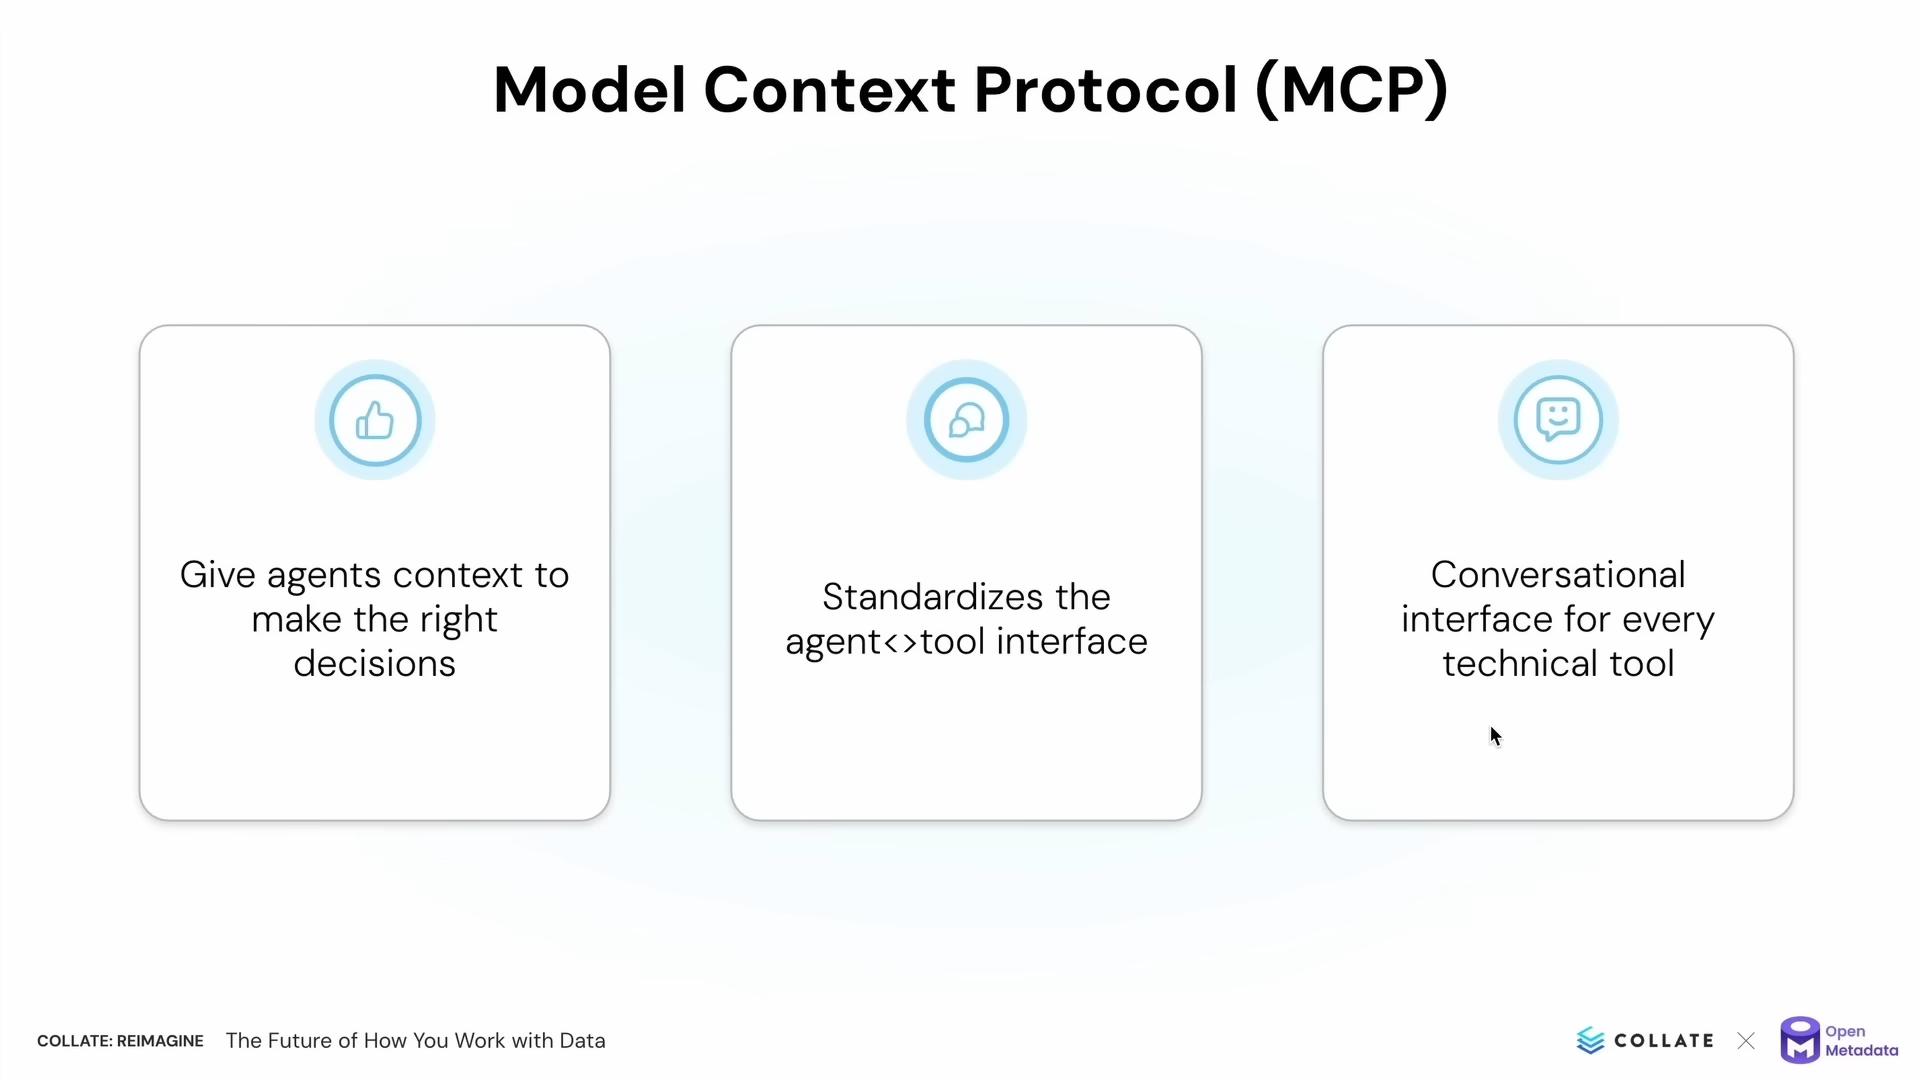 Model Context Protocol (MCP)
Give agents context to
make the right
decisions
Standardizes the
agent<>tool interface
Conversational
interface for every
technical tool
COLLATE: REIMAGINE The Future of How You Work with Data
COLLATE
Open
Metadata